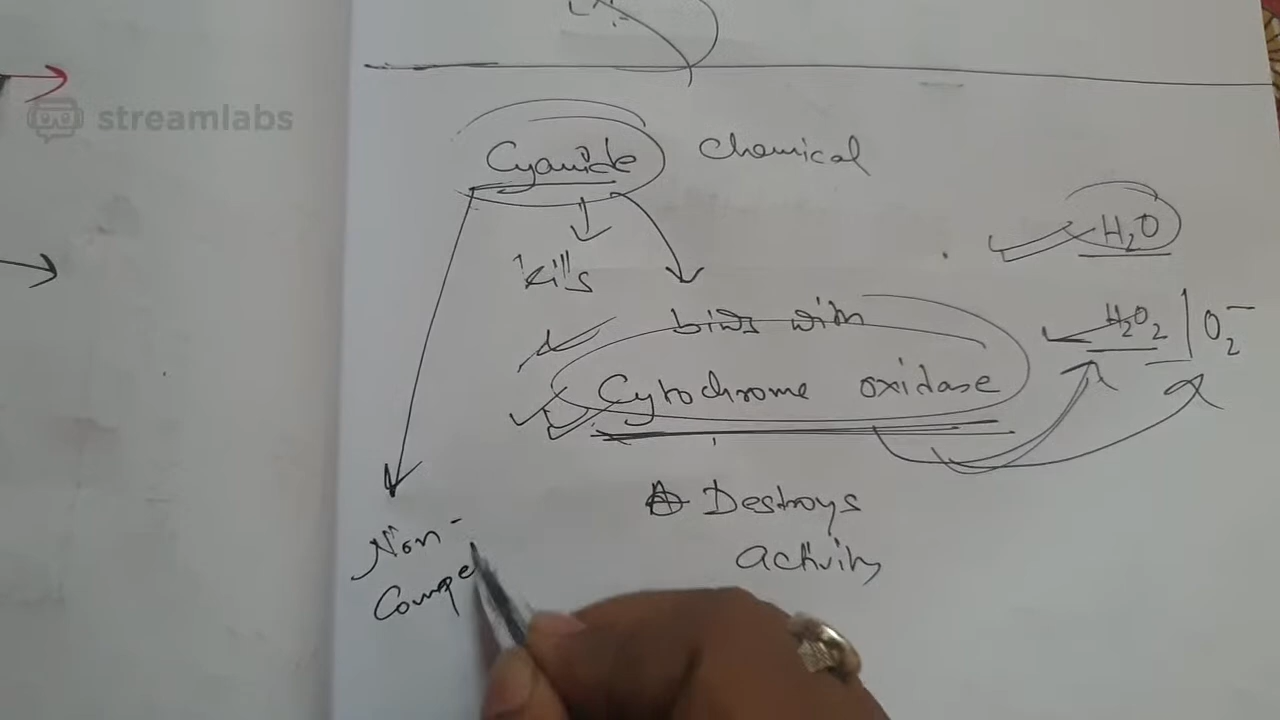 streamlabs
Cyanide chemical
kills
H₂O
binds with
H₂O₂ | O₂⁻
Cytochrome oxidase
Destroys
activity
Non-
Compe